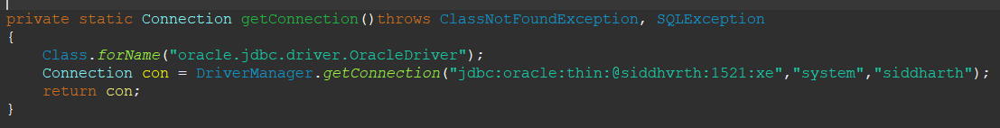 private static Connection getConnection()throws ClassNotFoundException, SQLException
{
    Class.forName("oracle.jdbc.driver.OracleDriver");
    Connection con = DriverManager.getConnection("jdbc:oracle:thin:@siddhvrth:1521:xe","system","siddharth");
    return con;
}